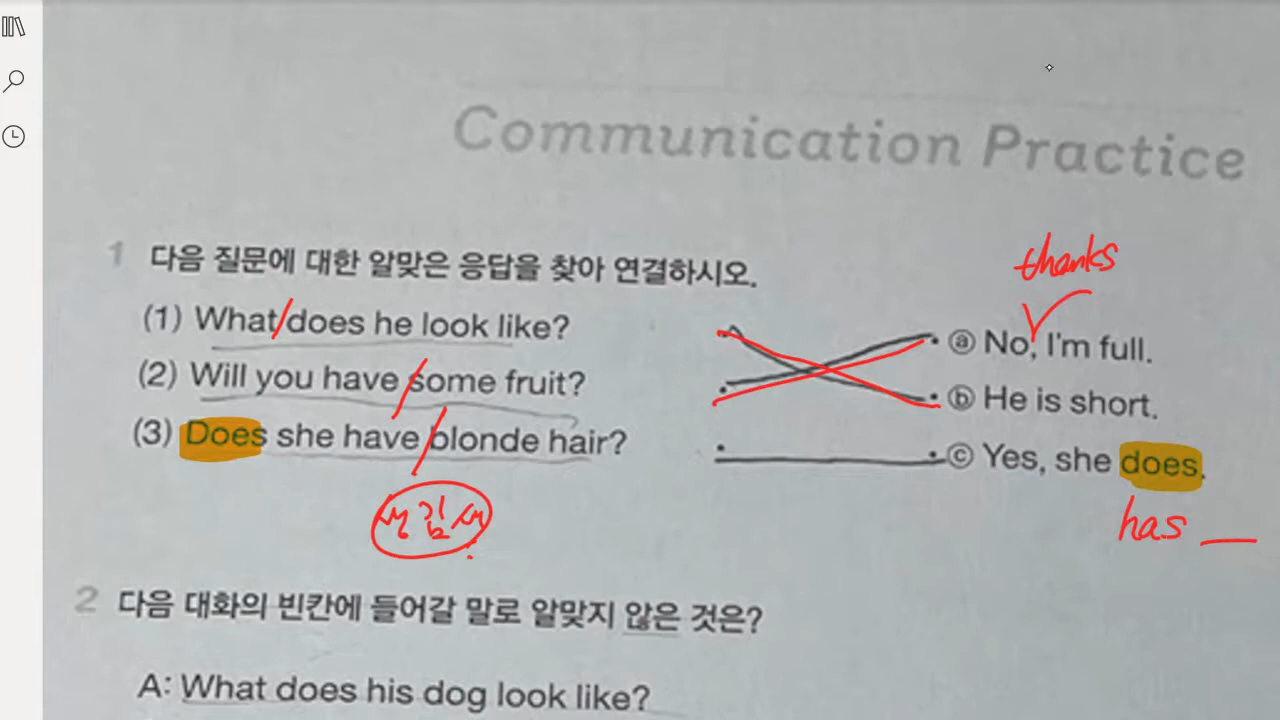 Communication Practice
1 다음 질문에 대한 알맞은 응답을 찾아 연결하시오.
thanks
(1) What does he look like? ⓐ No, I'm full.
(2) Will you have some fruit? ⓑ He is short.
(3) Does she have blonde hair? ⓒ Yes, she does.
생김새
has
2 다음 대화의 빈칸에 들어갈 말로 알맞지 않은 것은?
A: What does his dog look like?